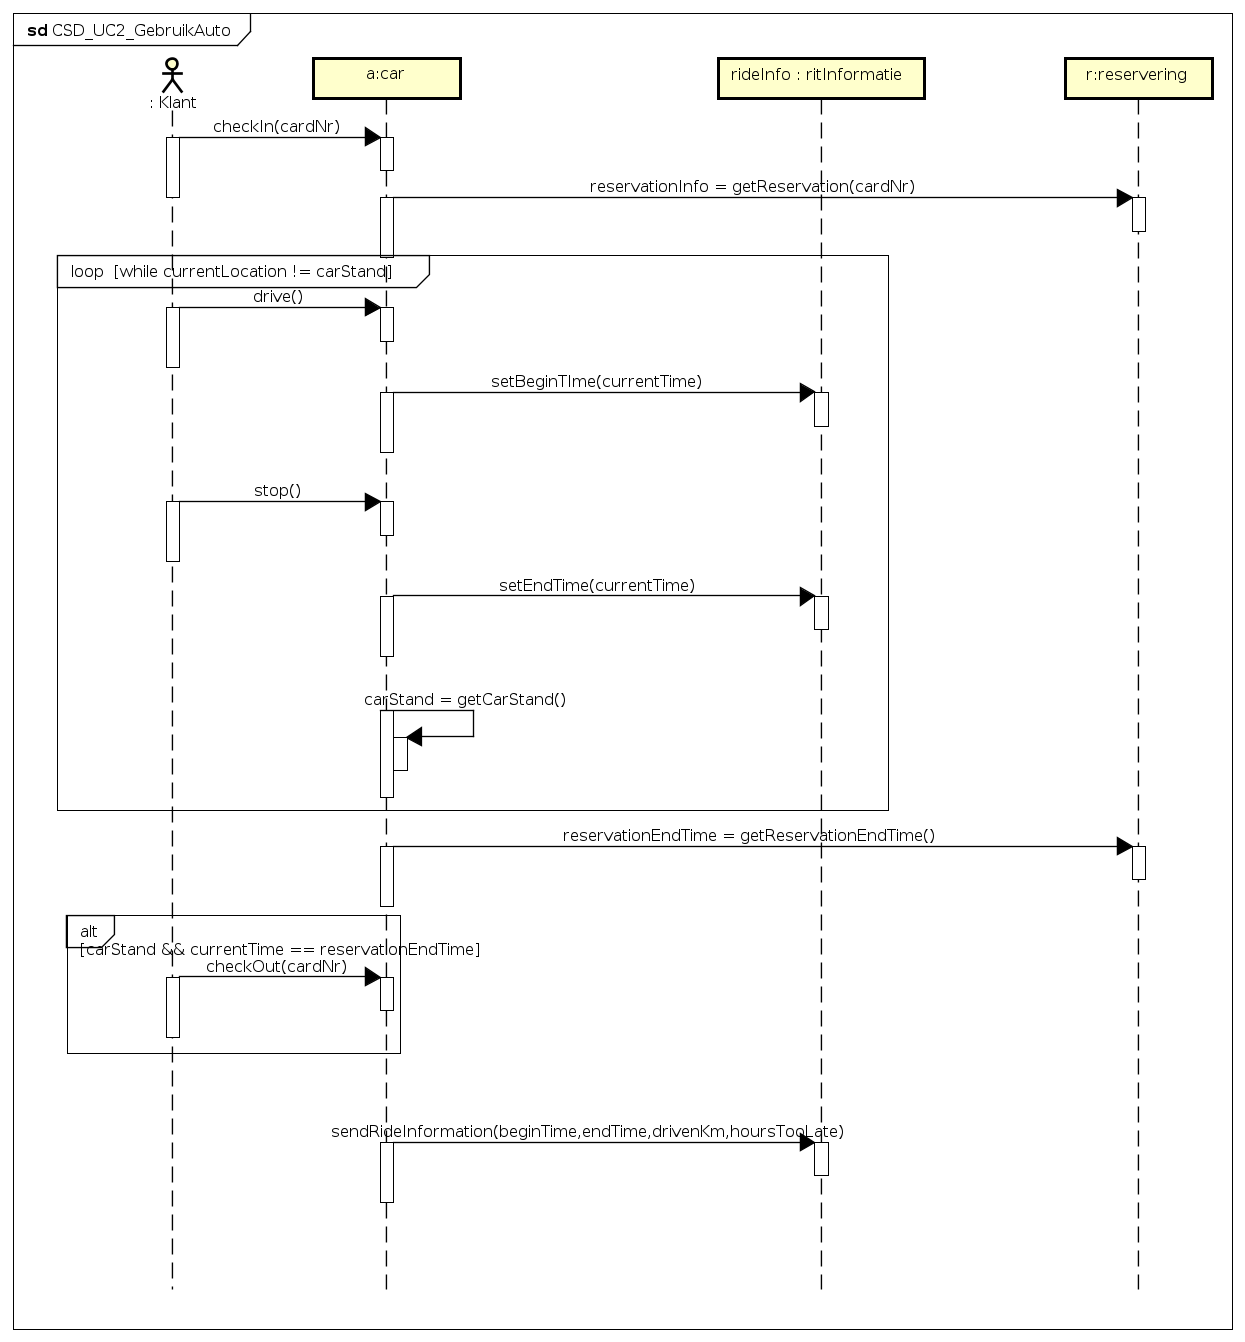 sd CSD_UC2_GebruikAuto
: Klant
a:car
rideInfo : ritInformatie
r:reservering
checkIn(cardNr)
reservationInfo = getReservation(cardNr)
loop [while currentLocation != carStand]
drive()
setBeginTIme(currentTime)
stop()
setEndTime(currentTime)
carStand = getCarStand()
reservationEndTime = getReservationEndTime()
alt
[carStand && currentTime == reservationEndTime]
checkOut(cardNr)
sendRideInformation(beginTime,endTime,drivenKm,hoursTooLate)